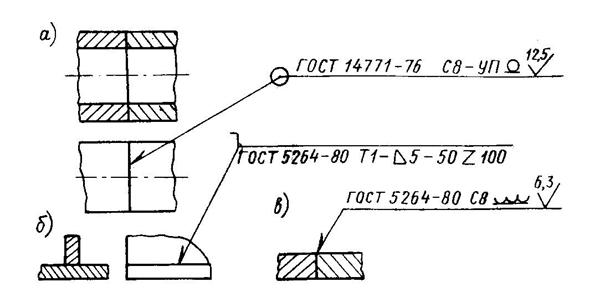 а)
ГОСТ 14771-76 С8-УП 12,5
ГОСТ 5264-80 Т1-◺5-50 Z 100
б)
в)
ГОСТ 5264-80 С8 6,3